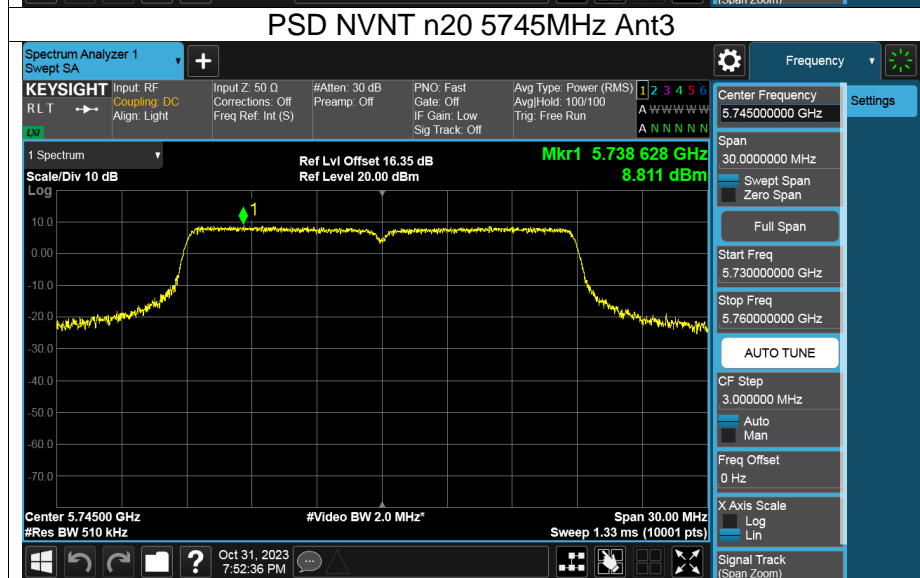 (Span Zoom)
PSD NVNT n20 5745MHz Ant3
Spectrum Analyzer 1
Swept SA
+
Frequency
KEYSIGHT
RLT
LXI
Input: RF
Coupling: DC
Align: Light
Input Z: 50 Ω
Corrections: Off
Freq Ref: Int (S)
#Atten: 30 dB
Preamp: Off
PNO: Fast
Gate: Off
IF Gain: Low
Sig Track: Off
Avg Type: Power (RMS)
Avg|Hold: 100/100
Trig: Free Run
1 2 3 4 5 6
A W W W W W
A N N N N N
Center Frequency
5.745000000 GHz
Settings
Span
30.0000000 MHz
Swept Span
Zero Span
Full Span
Start Freq
5.730000000 GHz
Stop Freq
5.760000000 GHz
AUTO TUNE
CF Step
3.000000 MHz
Auto
Man
Freq Offset
0 Hz
X Axis Scale
Log
Lin
Signal Track
(Span Zoom)
1 Spectrum
Scale/Div 10 dB
Log
Ref Lvl Offset 16.35 dB
Ref Level 20.00 dBm
Mkr1 5.738 628 GHz
8.811 dBm
1
10.0
0.00
-10.0
-20.0
-30.0
-40.0
-50.0
-60.0
-70.0
Center 5.74500 GHz
#Res BW 510 kHz
#Video BW 2.0 MHz*
Span 30.00 MHz
Sweep 1.33 ms (10001 pts)
?
Oct 31, 2023
7:52:36 PM